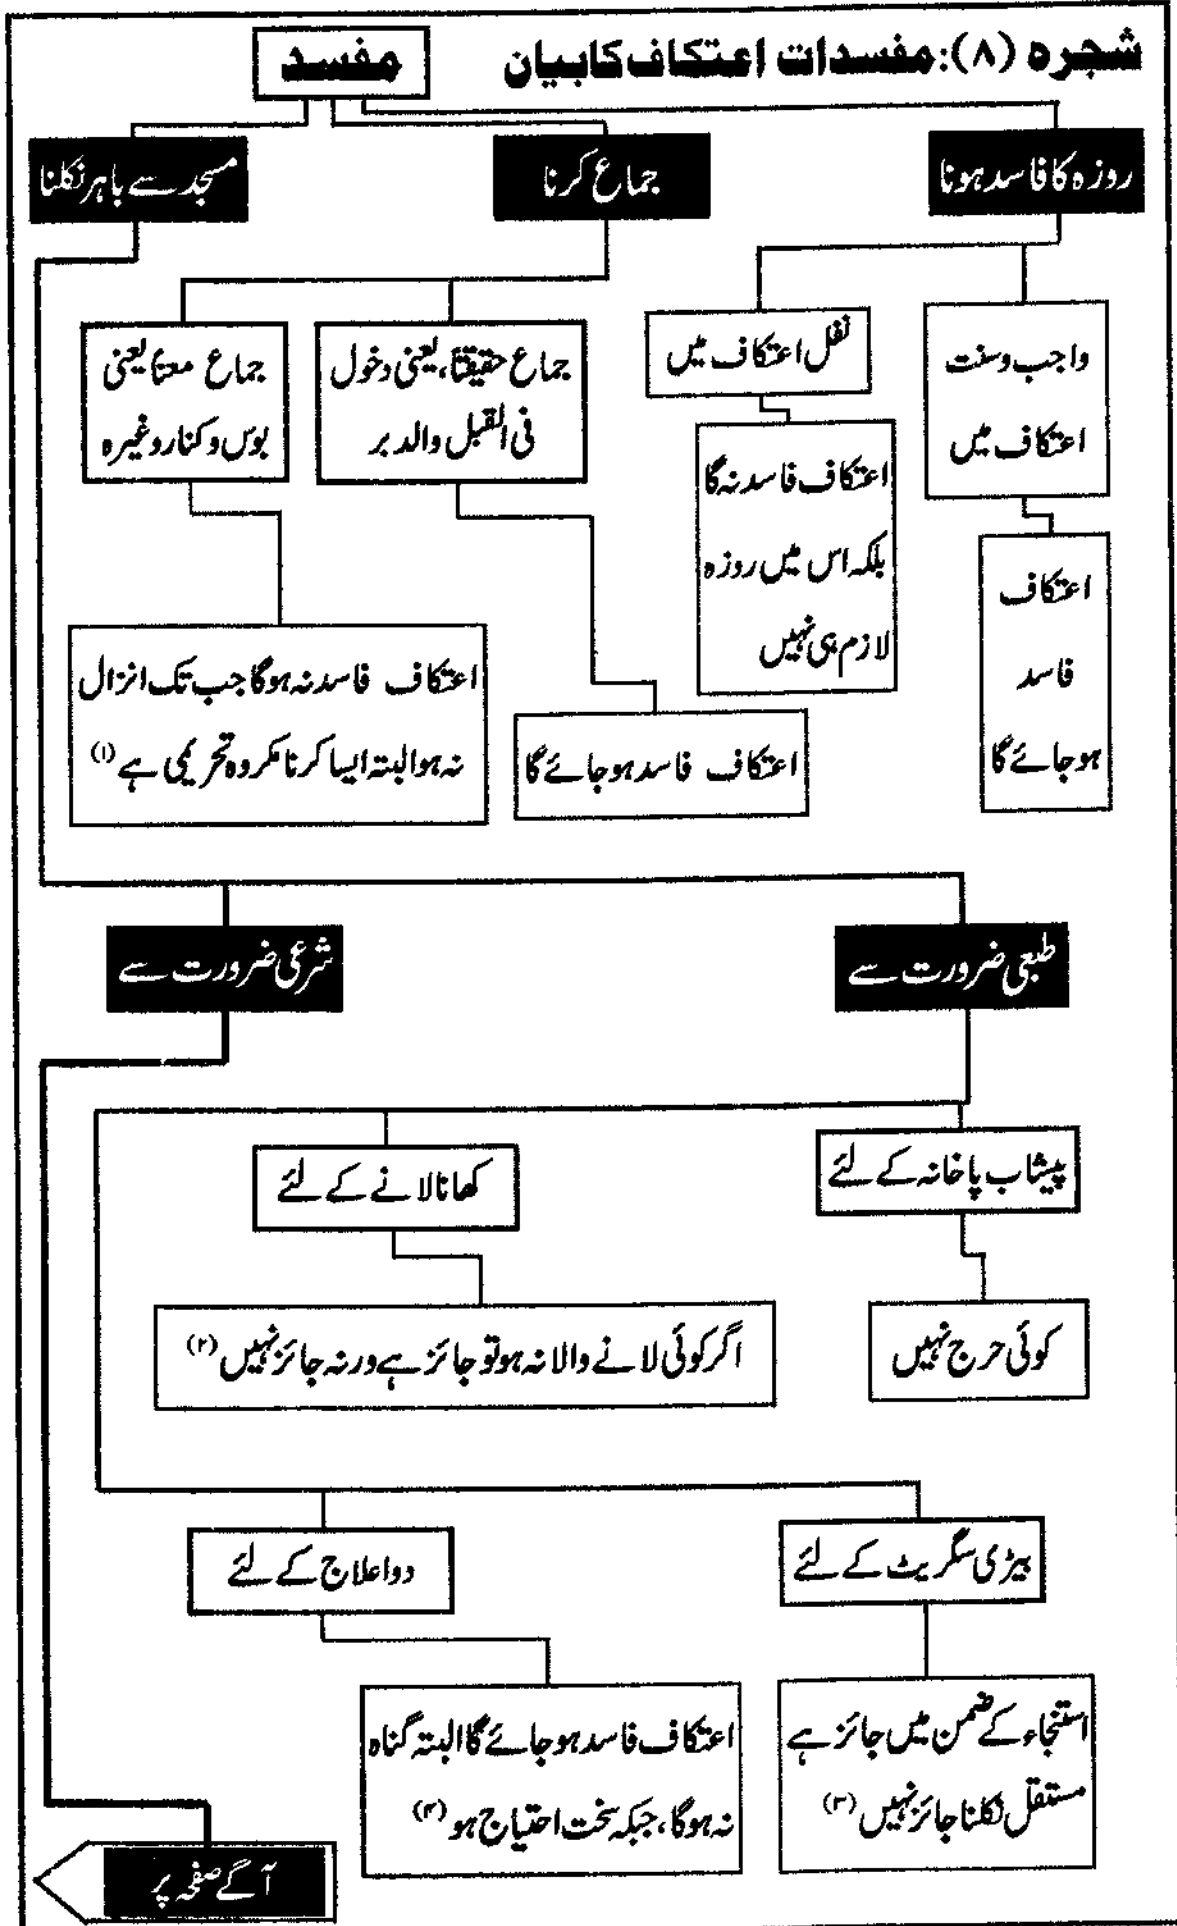 شجرہ (۸): مفسدات اعتکاف کا بیان
مفسد
روزہ کا فاسد ہونا
جماع کرنا
مسجد سے باہر نکلنا
واجب و سنت
اعتکاف میں
نفل اعتکاف میں
جماع حقیقتاً، یعنی دخول
فی القبل والدبر
جماع معناً یعنی
بوس و کنار وغیرہ
اعتکاف
فاسد
ہو جائے گا
اعتکاف فاسد نہ گا
بلکہ اس میں روزہ
لازم ہی نہیں
اعتکاف فاسد ہو جائے گا
اعتکاف فاسد نہ ہوگا جب تک انزال
نہ ہو البتہ ایسا کرنا مکروہ تحریمی ہے (۱)
طبعی ضرورت سے
شرعی ضرورت سے
پیشاب پاخانہ کے لئے
کھانا لانے کے لئے
کوئی حرج نہیں
اگر کوئی لانے والا نہ ہو تو جائز ہے ورنہ جائز نہیں (۲)
بیڑی سگریٹ کے لئے
دوا علاج کے لئے
استنجاء کے ضمن میں جائز ہے
مستقل نکلنا جائز نہیں (۳)
اعتکاف فاسد ہو جائے گا البتہ گناہ
نہ ہوگا، جبکہ سخت احتیاج ہو (۴)
آگے صفحہ پر